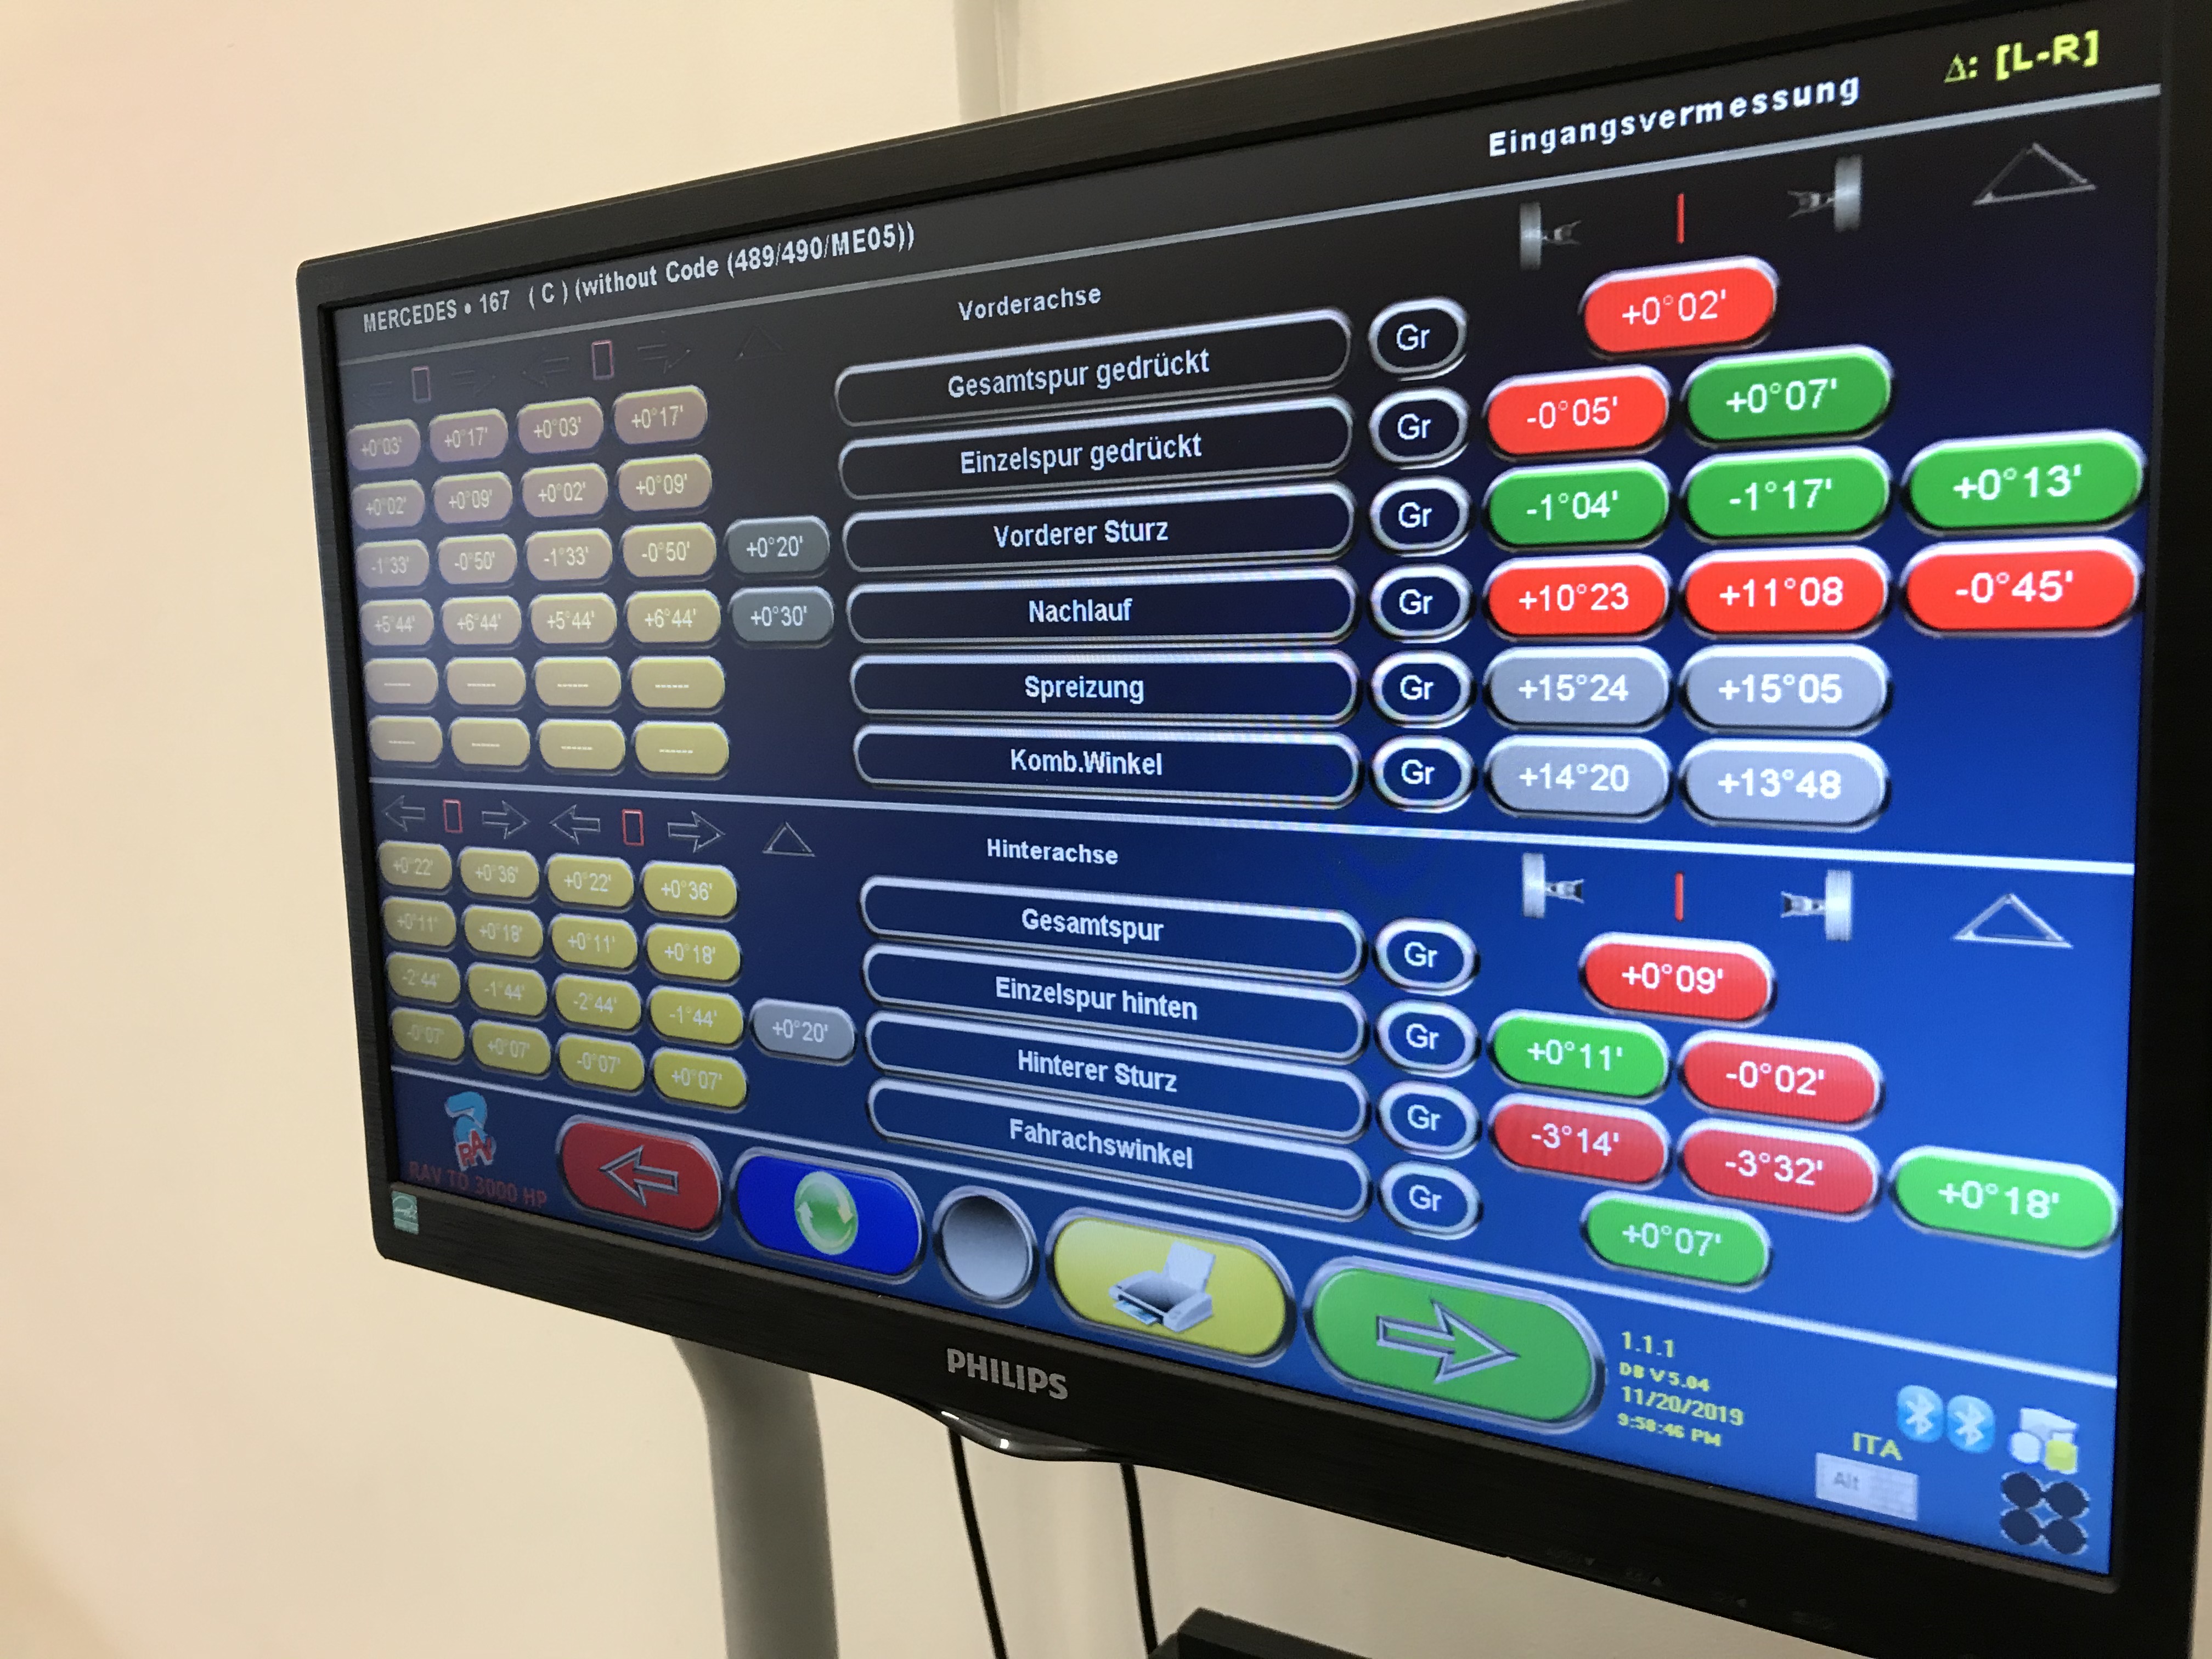 Δ: [L-R]
Eingangsvermessung
MERCEDES • 167 ( C ) (without Code (489/490/ME05))
Vorderachse
+0°03' +0°17' +0°03' +0°17' Gesamtspur gedrückt Gr +0°02'
+0°02' +0°09' +0°02' +0°09' Einzelspur gedrückt Gr -0°05' +0°07'
-1°33' -0°50' -1°33' -0°50' +0°20' Vorderer Sturz Gr -1°04' -1°17' +0°13'
+5°44' +6°44' +5°44' +6°44' +0°30' Nachlauf Gr +10°23 +11°08 -0°45'
----- ----- ----- ----- Spreizung Gr +15°24 +15°05
----- ----- ----- ----- Komb.Winkel Gr +14°20 +13°48
Hinterachse
+0°22' +0°36' +0°22' +0°36' Gesamtspur Gr +0°09'
+0°11' +0°18' +0°11' +0°18' Einzelspur hinten Gr +0°11' -0°02'
-2°44' -1°44' -2°44' -1°44' +0°20' Hinterer Sturz Gr -3°14' -3°32' +0°18'
-0°07' +0°07' -0°07' +0°07' Fahrachswinkel Gr +0°07'
RAV
RAV TD 3000 HP
1.1.1
DB V 5.04
11/20/2019
9:58:46 PM
ITA
Alt
PHILIPS